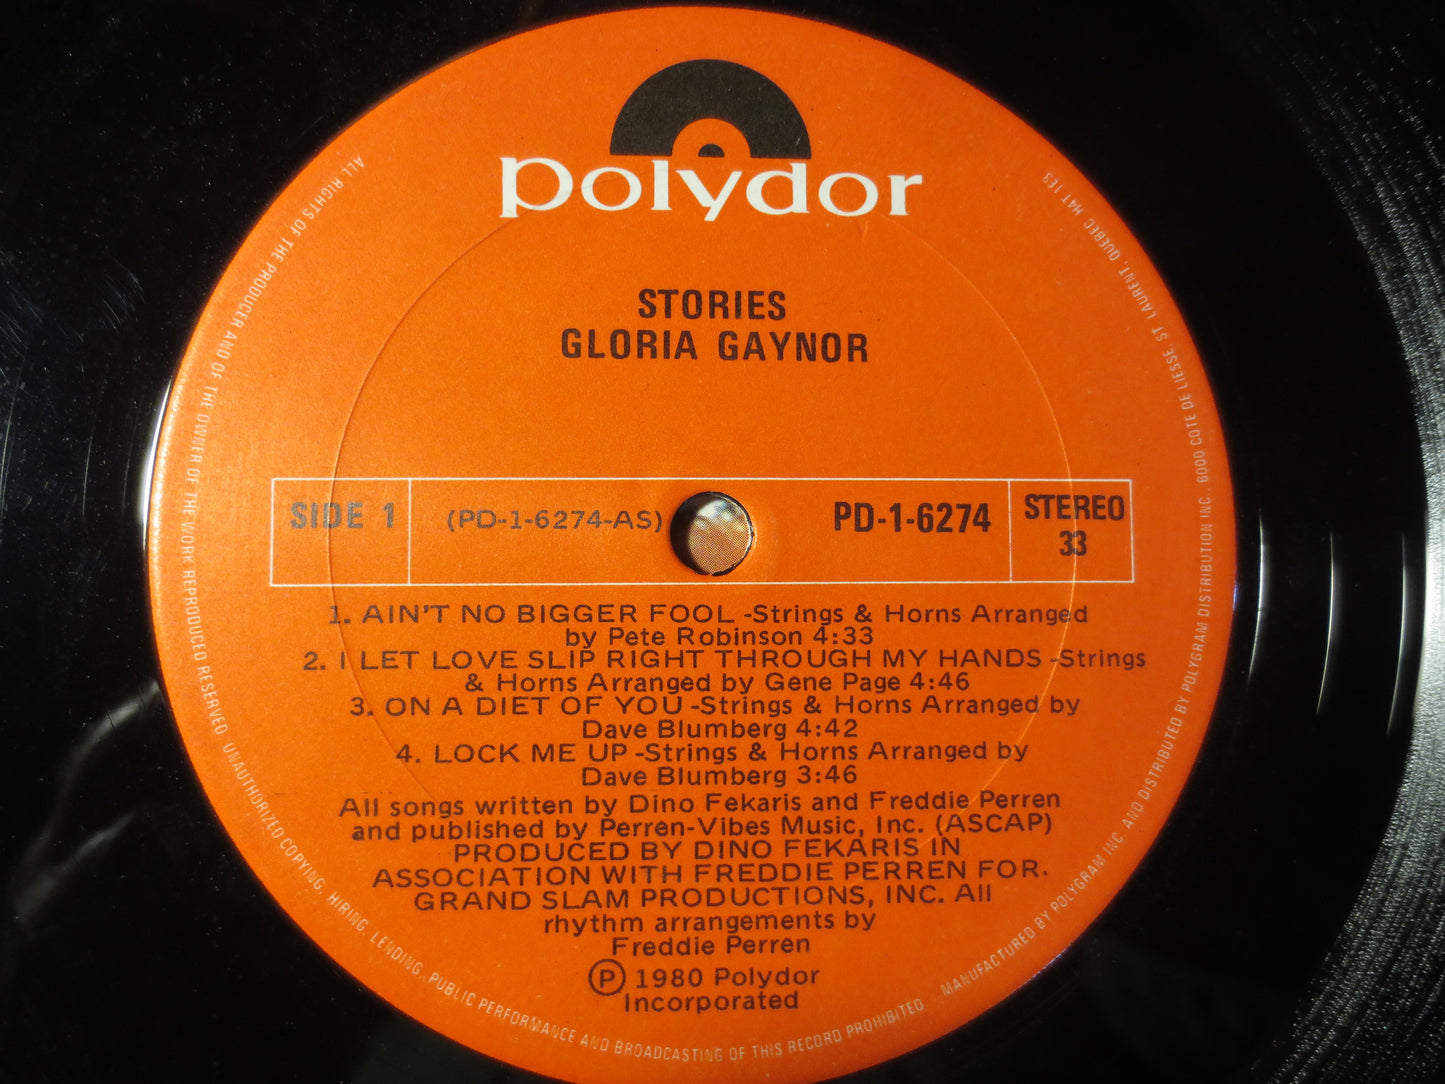 polydor
STORIES
GLORIA GAYNOR
SIDE 1
(PD-1-6274-AS)
PD-1-6274
STEREO
33
1. AIN'T NO BIGGER FOOL -Strings & Horns Arranged
by Pete Robinson 4:33
2. I LET LOVE SLIP RIGHT THROUGH MY HANDS -Strings
& Horns Arranged by Gene Page 4:46
3. ON A DIET OF YOU -Strings & Horns Arranged by
Dave Blumberg 4:42
4. LOCK ME UP -Strings & Horns Arranged by
Dave Blumberg 3:46
All songs written by Dino Fekaris and Freddie Perren
and published by Perren-Vibes Music, Inc. (ASCAP)
PRODUCED BY DINO FEKARIS IN
ASSOCIATION WITH FREDDIE PERREN FOR.
GRAND SLAM PRODUCTIONS, INC. All
rhythm arrangements by
Freddie Perren
Ⓟ 1980 Polydor
Incorporated
ALL RIGHTS OF THE PRODUCER AND OF THE OWNER OF THE WORK REPRODUCED RESERVED. UNAUTHORIZED COPYING, HIRING, LENDING, PUBLIC PERFORMANCE AND BROADCASTING OF THIS RECORD PROHIBITED. MANUFACTURED BY POLYGRAM INC. AND DISTRIBUTED BY POLYGRAM DISTRIBUTION INC., 6000 COTE DE LIESSE, ST LAURENT, QUEBEC H4T 1E3